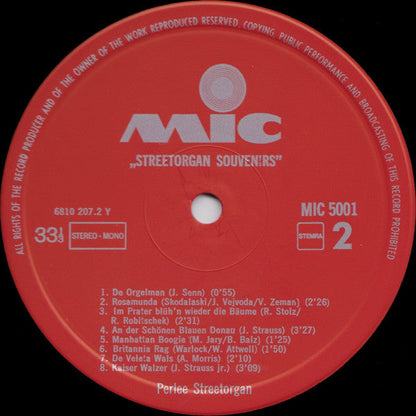 ALL RIGHTS OF THE RECORD PRODUCER AND OF THE OWNER OF THE WORK REPRODUCED RESERVED. COPYING, PUBLIC PERFORMANCE AND BROADCASTING OF THIS RECORD PROHIBITED
MIC
„STREETORGAN SOUVENIRS”
6810 207.2 Y
MIC 5001
33⅓
STEREO - MONO
STEMRA
2
1. De Orgelman (J. Senn) (0'55)
2. Rosamunda (Skodalaski/J. Vejvoda/V. Zeman) (2'26)
3. Im Prater blüh'n wieder die Bäume (R. Stolz/
R. Robitschek) (2'31)
4. An der Schönen Blauen Donau (J. Strauss) (3'27)
5. Manhattan Boogie (M. Jary/B. Balz) (1'25)
6. Britannia Rag (Warlock/W. Attwell) (1'50)
7. De Veleta Wals (A. Morris) (2'10)
8. Kaiser Walzer (J. Strauss jr.) (3'09)
Perlee Streetorgan